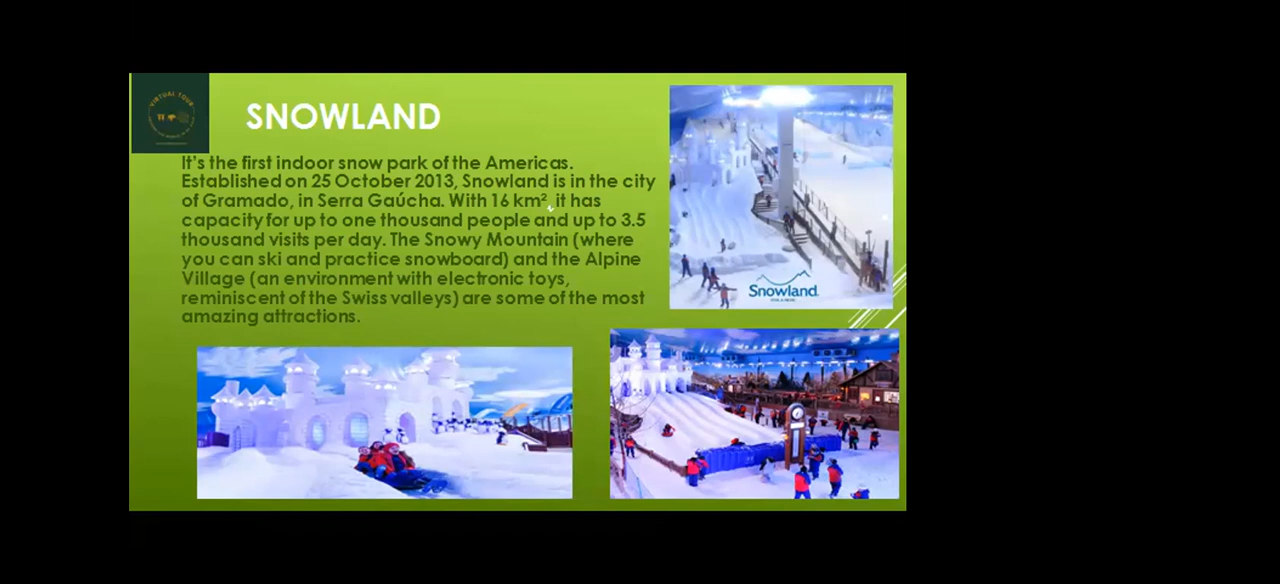 VIRTUAL TOUR
SNOWLAND
It's the first indoor snow park of the Americas.
Established on 25 October 2013, Snowland is in the city
of Gramado, in Serra Gaúcha. With 16 km², it has
capacity for up to one thousand people and up to 3.5
thousand visits per day. The Snowy Mountain (where
you can ski and practice snowboard) and the Alpine
Village (an environment with electronic toys,
reminiscent of the Swiss valleys) are some of the most
amazing attractions.
Snowland